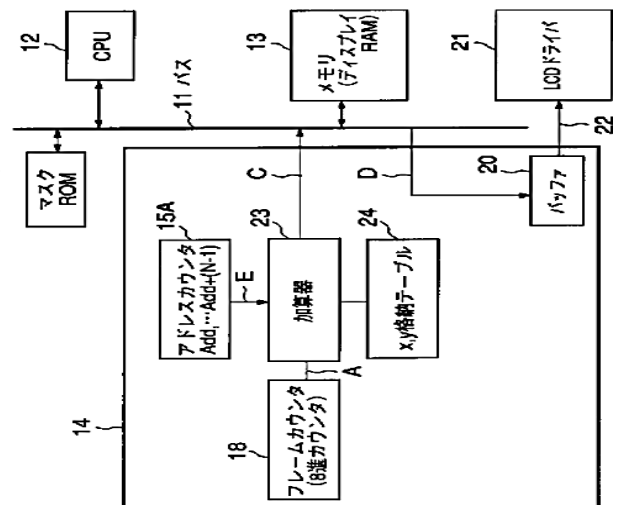 12
CPU
13
メモリ
(ディスプレイ
RAM)
21
LCDドライバ
11 バス
22
マスク
ROM
C
D
20
バッファ
15A
アドレスカウンタ
Add,…Add+(N-1)
E
23
加算器
24
x,y格納テーブル
A
14
18
フレームカウンタ
(8進カウンタ)